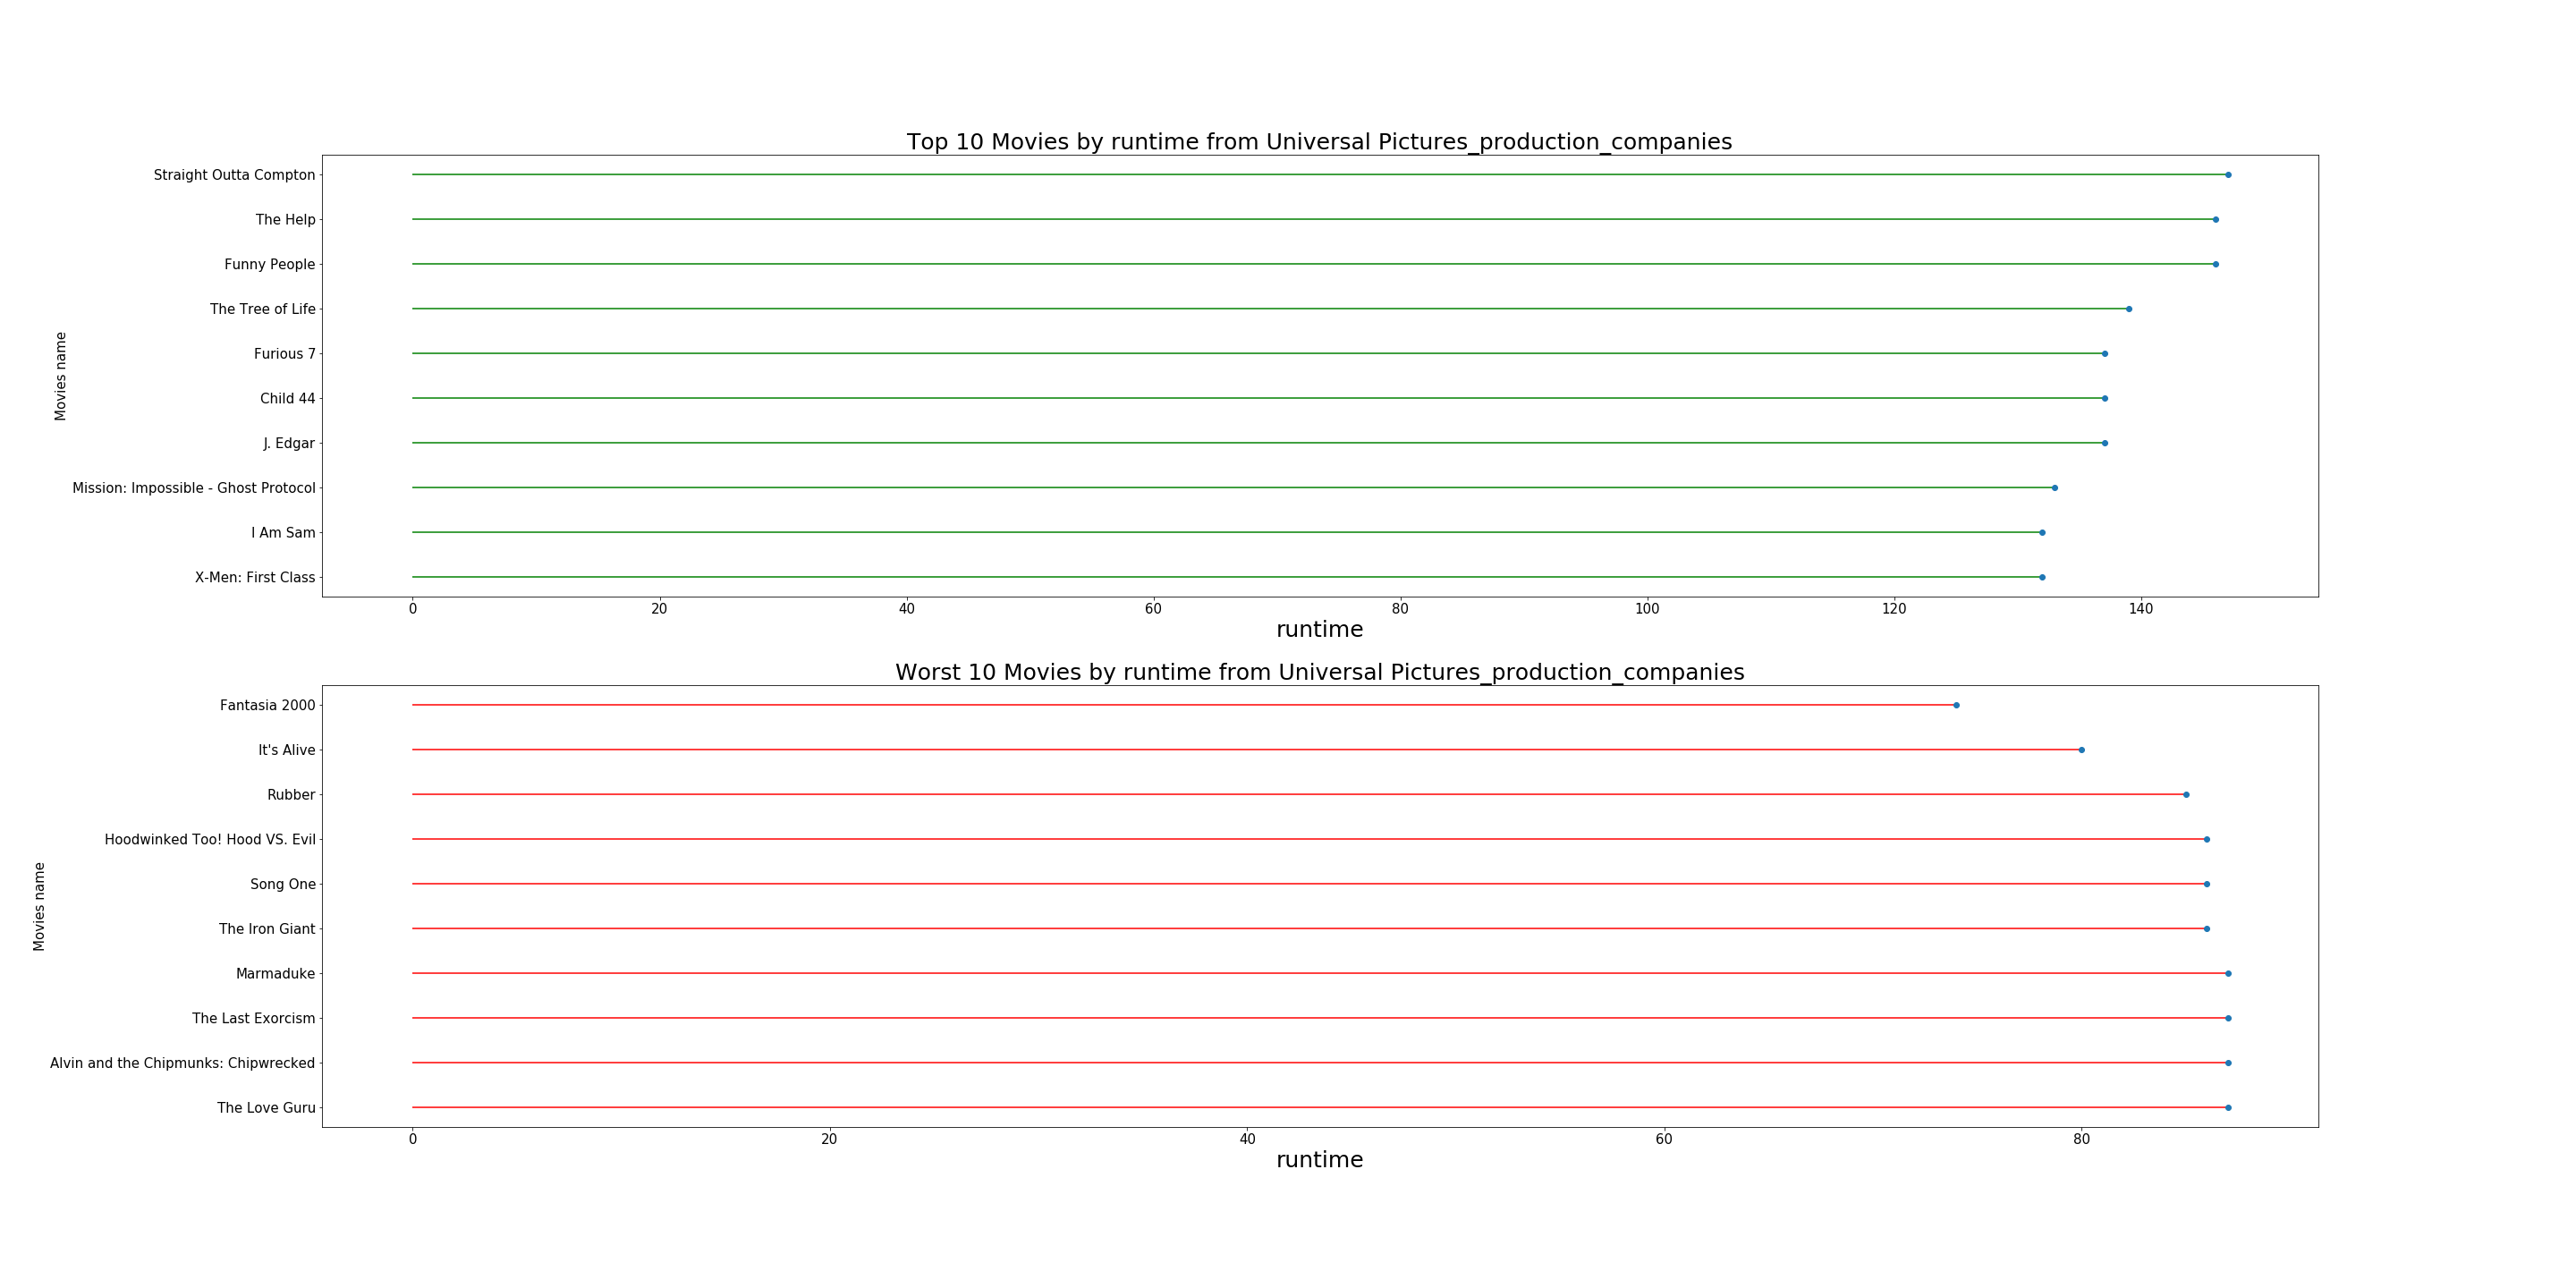 Top 10 Movies by runtime from Universal Pictures_production_companies
Movies name
Straight Outta Compton
The Help
Funny People
The Tree of Life
Furious 7
Child 44
J. Edgar
Mission: Impossible - Ghost Protocol
I Am Sam
X-Men: First Class
0 20 40 60 80 100 120 140
runtime
Worst 10 Movies by runtime from Universal Pictures_production_companies
Movies name
Fantasia 2000
It's Alive
Rubber
Hoodwinked Too! Hood VS. Evil
Song One
The Iron Giant
Marmaduke
The Last Exorcism
Alvin and the Chipmunks: Chipwrecked
The Love Guru
0 20 40 60 80
runtime